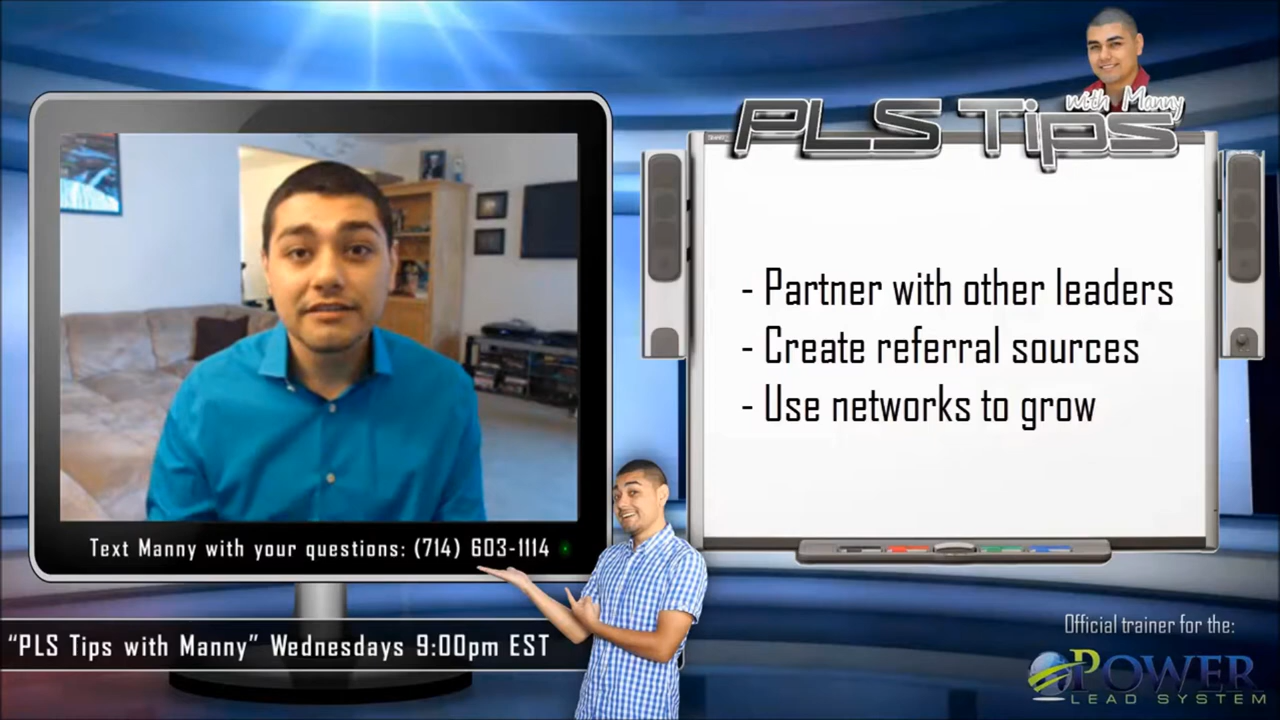 PLS Tips
with Manny
- Partner with other leaders
- Create referral sources
- Use networks to grow
Text Manny with your questions: (714) 603-1114
"PLS Tips with Manny" Wednesdays 9:00pm EST
Official trainer for the:
POWER
LEAD SYSTEM